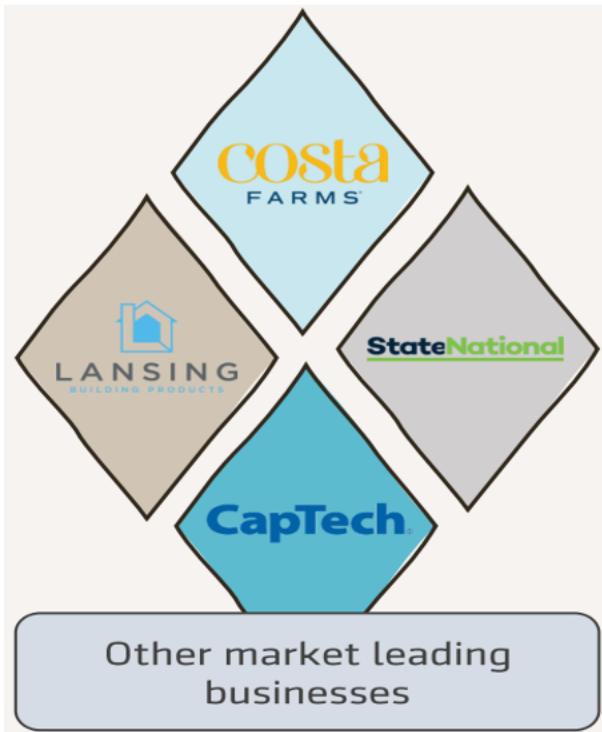 costa
FARMS
LANSING
BUILDING PRODUCTS
StateNational
CapTech
Other market leading
businesses